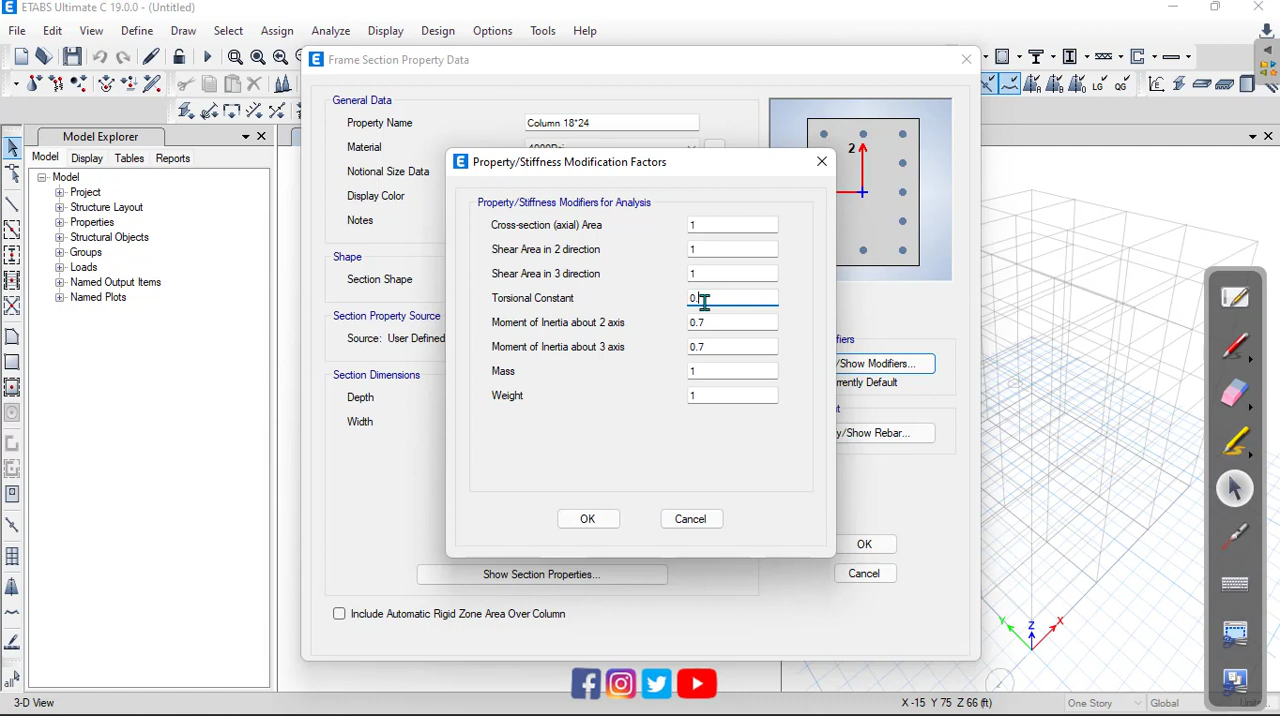 ETABS Ultimate C 19.0.0 - (Untitled)
File Edit View Define Draw Select Assign Analyze Display Design Options Tools Help
Frame Section Property Data
Model Explorer
Model Display Tables Reports
Model
Project
Structure Layout
Properties
Structural Objects
Groups
Loads
Named Output Items
Named Plots
General Data
Property Name Column 18*24
Material 4000Psi
Notional Size Data
Display Color
Notes
Shape
Section Shape
Section Property Source
Source: User Defined
Section Dimensions
Depth
Width
Show Section Properties...
Include Automatic Rigid Zone Area Over Column
2
/Show Modifiers...
rently Default
y/Show Rebar...
OK
Cancel
Property/Stiffness Modification Factors
Property/Stiffness Modifiers for Analysis
Cross-section (axial) Area 1
Shear Area in 2 direction 1
Shear Area in 3 direction 1
Torsional Constant 0.
Moment of Inertia about 2 axis 0.7
Moment of Inertia about 3 axis 0.7
Mass 1
Weight 1
OK Cancel
LG QG
Y Z X
3-D View X -15 Y 75 Z 66 (ft) One Story Global